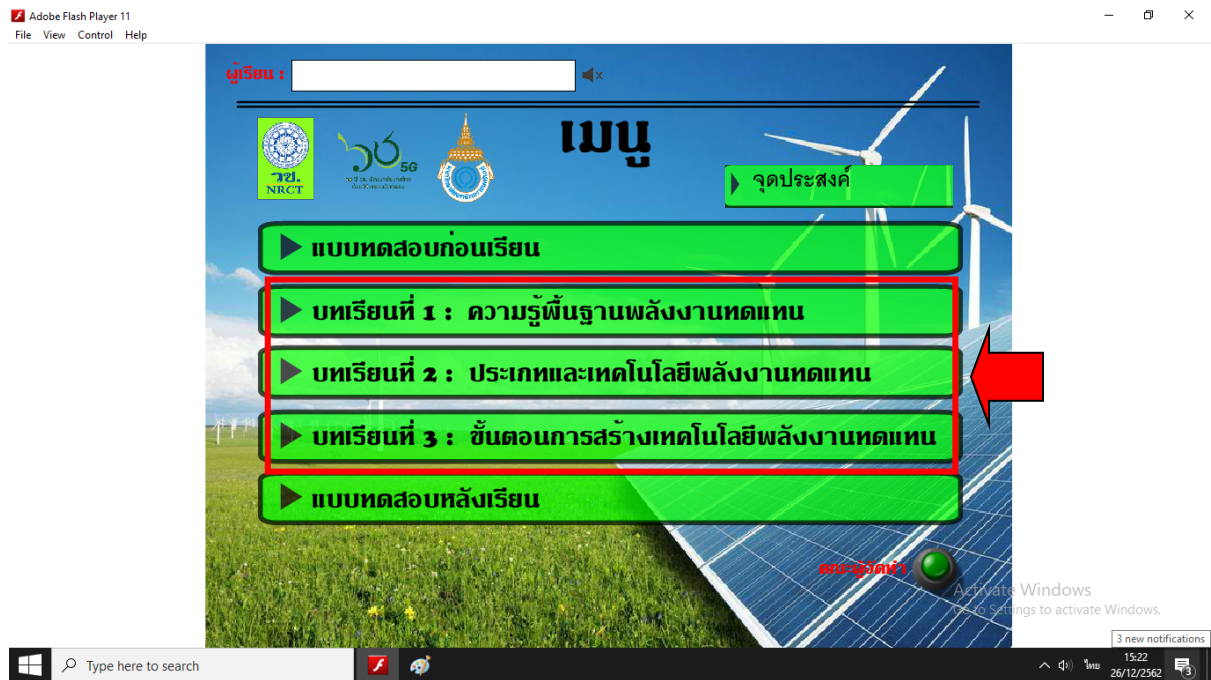 Adobe Flash Player 11
File View Control Help
ผู้เรียน :
วช.
NRCT
5G
เมนู
จุดประสงค์
แบบทดสอบก่อนเรียน
บทเรียนที่ 1 : ความรู้พื้นฐานพลังงานทดแทน
บทเรียนที่ 2 : ประเภทและเทคโนโลยีพลังงานทดแทน
บทเรียนที่ 3 : ขั้นตอนการสร้างเทคโนโลยีพลังงานทดแทน
แบบทดสอบหลังเรียน
คณะผู้จัดทำ
Activate Windows
Go to Settings to activate Windows.
3 new notifications
Type here to search
ไทย
15:22
26/12/2562
3